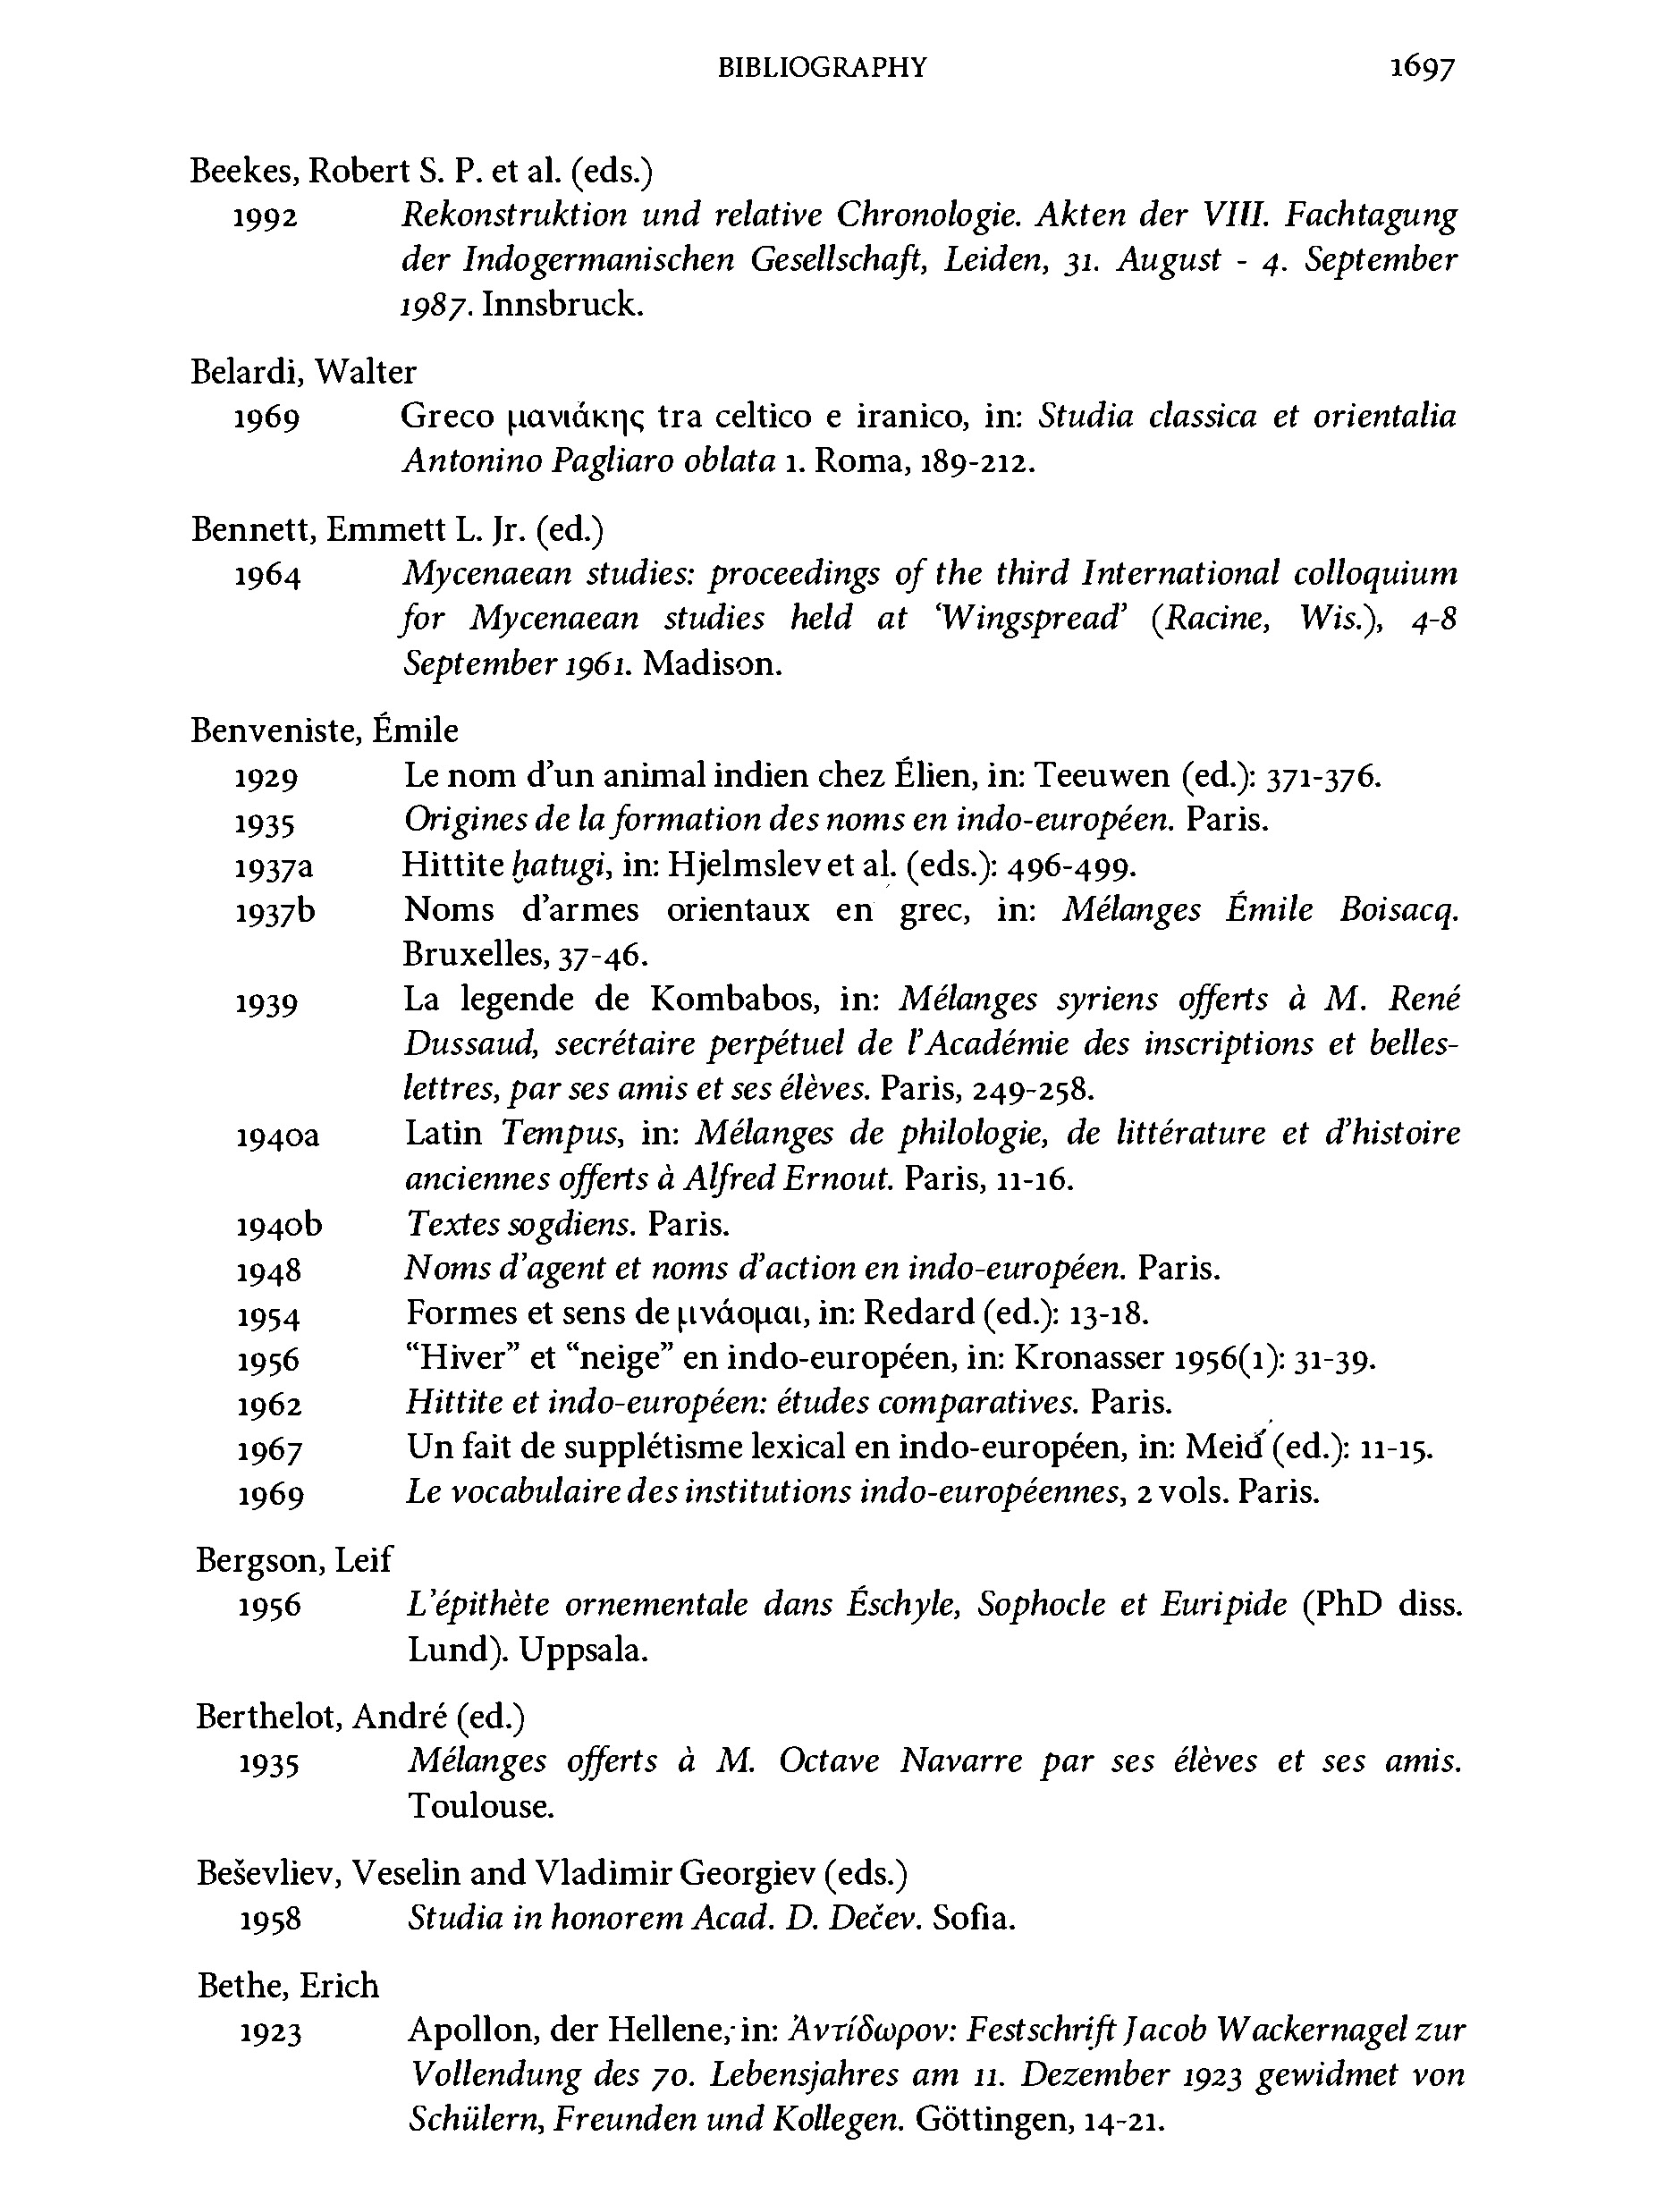 BIBLIOGRAPHY 1697
Beekes, Robert S. P. et al. (eds.)
1992 Rekonstruktion und relative Chronologie. Akten der VIII. Fachtagung
der Indogermanischen Gesellschaft, Leiden, 31. August - 4. September
1987. Innsbruck.
Belardi, Walter
1969 Greco μανιάκης tra celtico e iranico, in: Studia classica et orientalia
Antonino Pagliaro oblata 1. Roma, 189-212.
Bennett, Emmett L. Jr. (ed.)
1964 Mycenaean studies: proceedings of the third International colloquium
for Mycenaean studies held at ‘Wingspread’ (Racine, Wis.), 4-8
September 1961. Madison.
Benveniste, Émile
1929 Le nom d’un animal indien chez Élien, in: Teeuwen (ed.): 371-376.
1935 Origines de la formation des noms en indo-européen. Paris.
1937a Hittite ḫatugi, in: Hjelmslev et al. (eds.): 496-499.
1937b Noms d’armes orientaux en grec, in: Mélanges Émile Boisacq.
Bruxelles, 37-46.
1939 La legende de Kombabos, in: Mélanges syriens offerts à M. René
Dussaud, secrétaire perpétuel de l’Académie des inscriptions et belles-
lettres, par ses amis et ses élèves. Paris, 249-258.
1940a Latin Tempus, in: Mélanges de philologie, de littérature et d’histoire
anciennes offerts à Alfred Ernout. Paris, 11-16.
1940b Textes sogdiens. Paris.
1948 Noms d’agent et noms d’action en indo-européen. Paris.
1954 Formes et sens de μνάομαι, in: Redard (ed.): 13-18.
1956 “Hiver” et “neige” en indo-européen, in: Kronasser 1956(1): 31-39.
1962 Hittite et indo-européen: études comparatives. Paris.
1967 Un fait de supplétisme lexical en indo-européen, in: Meid (ed.): 11-15.
1969 Le vocabulaire des institutions indo-européennes, 2 vols. Paris.
Bergson, Leif
1956 L’épithète ornementale dans Éschyle, Sophocle et Euripide (PhD diss.
Lund). Uppsala.
Berthelot, André (ed.)
1935 Mélanges offerts à M. Octave Navarre par ses élèves et ses amis.
Toulouse.
Beševliev, Veselin and Vladimir Georgiev (eds.)
1958 Studia in honorem Acad. D. Dečev. Sofia.
Bethe, Erich
1923 Apollon, der Hellene, in: Ἀντίδωρον: Festschrift Jacob Wackernagel zur
Vollendung des 70. Lebensjahres am 11. Dezember 1923 gewidmet von
Schülern, Freunden und Kollegen. Göttingen, 14-21.